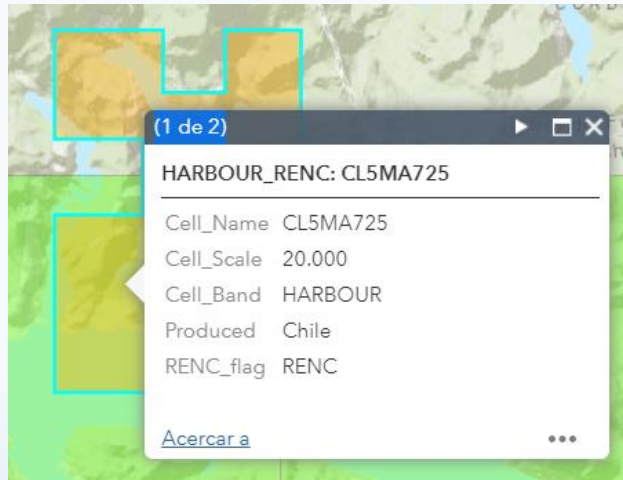 (1 de 2)
HARBOUR_RENC: CL5MA725
Cell_Name CL5MA725
Cell_Scale 20.000
Cell_Band HARBOUR
Produced Chile
RENC_flag RENC
Acercar a